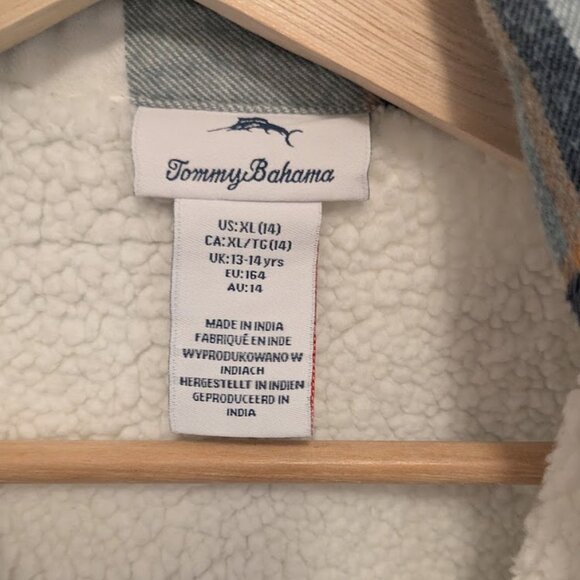 Tommy Bahama
US: XL (14)
CA: XL/TG (14)
UK: 13-14 yrs
EU: 164
AU: 14
MADE IN INDIA
FABRIQUÉ EN INDE
WYPRODUKOWANO W
INDIACH
HERGESTELLT IN INDIEN
GEPRODUCEERD IN
INDIA